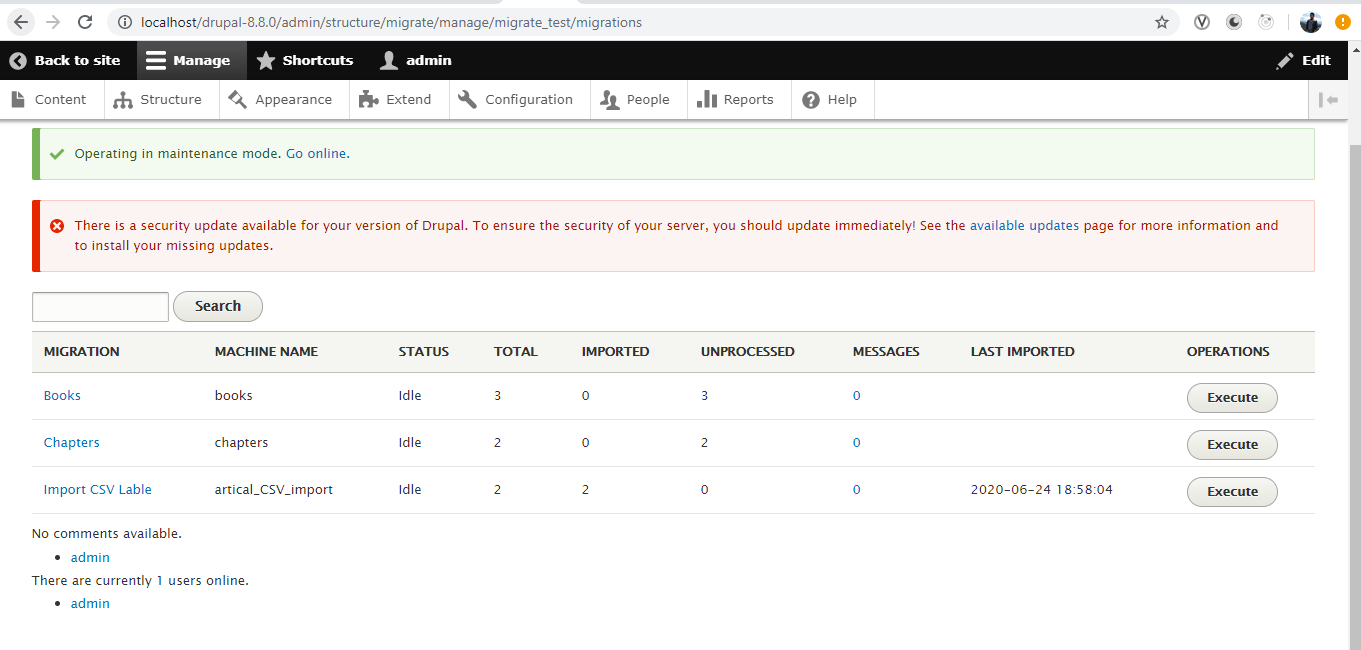 localhost/drupal-8.8.0/admin/structure/migrate/manage/migrate_test/migrations
Back to site Manage Shortcuts admin Edit
Content Structure Appearance Extend Configuration People Reports Help
Operating in maintenance mode. Go online.
There is a security update available for your version of Drupal. To ensure the security of your server, you should update immediately! See the available updates page for more information and
to install your missing updates.
Search
MIGRATION MACHINE NAME STATUS TOTAL IMPORTED UNPROCESSED MESSAGES LAST IMPORTED OPERATIONS
Books books Idle 3 0 3 0 Execute
Chapters chapters Idle 2 0 2 0 Execute
Import CSV Lable artical_CSV_import Idle 2 2 0 0 2020-06-24 18:58:04 Execute
No comments available.
admin
There are currently 1 users online.
admin